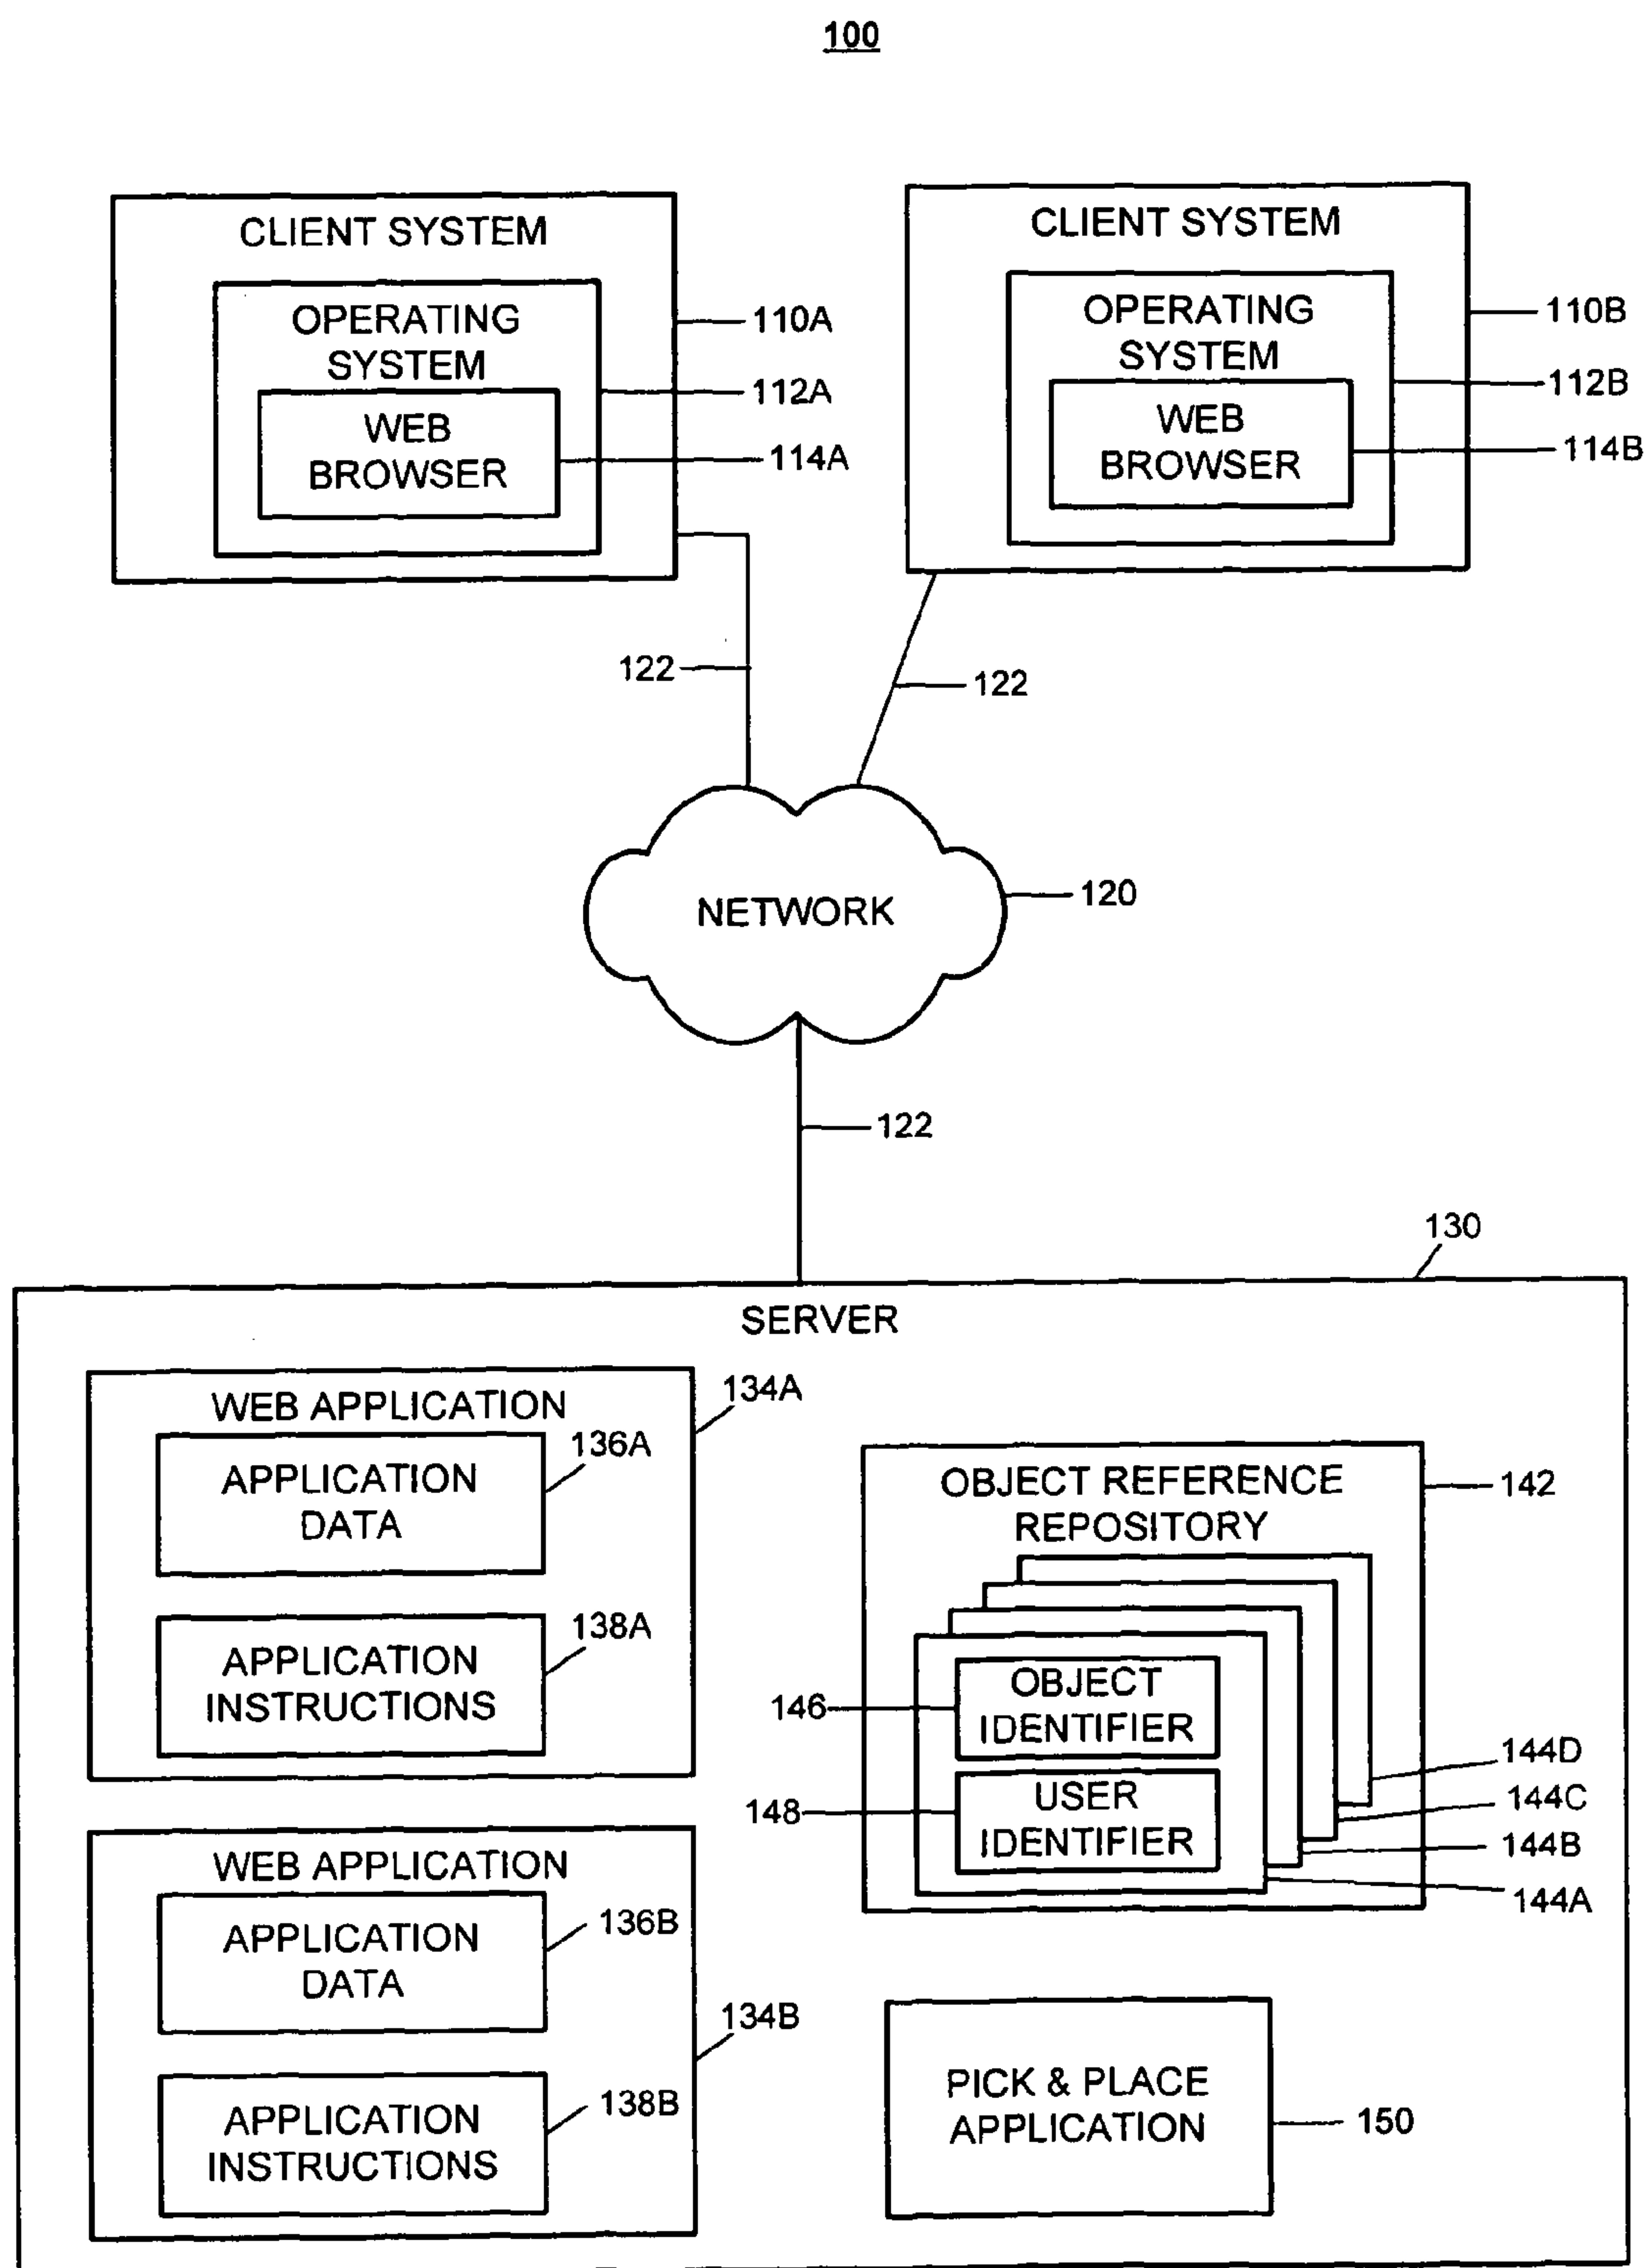 100
CLIENT SYSTEM
OPERATING
SYSTEM
WEB
BROWSER
110A
112A
114A
CLIENT SYSTEM
OPERATING
SYSTEM
WEB
BROWSER
110B
112B
114B
122
122
NETWORK
120
122
130
SERVER
WEB APPLICATION
134A
APPLICATION
DATA
136A
APPLICATION
INSTRUCTIONS
138A
WEB APPLICATION
APPLICATION
DATA
136B
134B
APPLICATION
INSTRUCTIONS
138B
OBJECT REFERENCE
REPOSITORY
142
OBJECT
IDENTIFIER
146
USER
IDENTIFIER
148
144D
144C
144B
144A
PICK & PLACE
APPLICATION
150